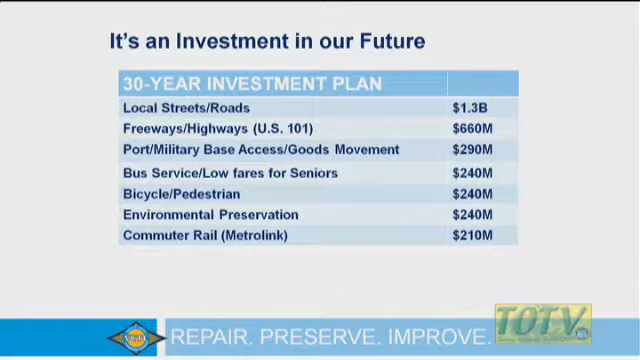 It's an Investment in our Future
30-YEAR INVESTMENT PLAN
Local Streets/Roads $1.3B
Freeways/Highways (U.S. 101) $660M
Port/Military Base Access/Goods Movement $290M
Bus Service/Low fares for Seniors $240M
Bicycle/Pedestrian $240M
Environmental Preservation $240M
Commuter Rail (Metrolink) $210M
VCTC REPAIR. PRESERVE. IMPROVE.
TOTV